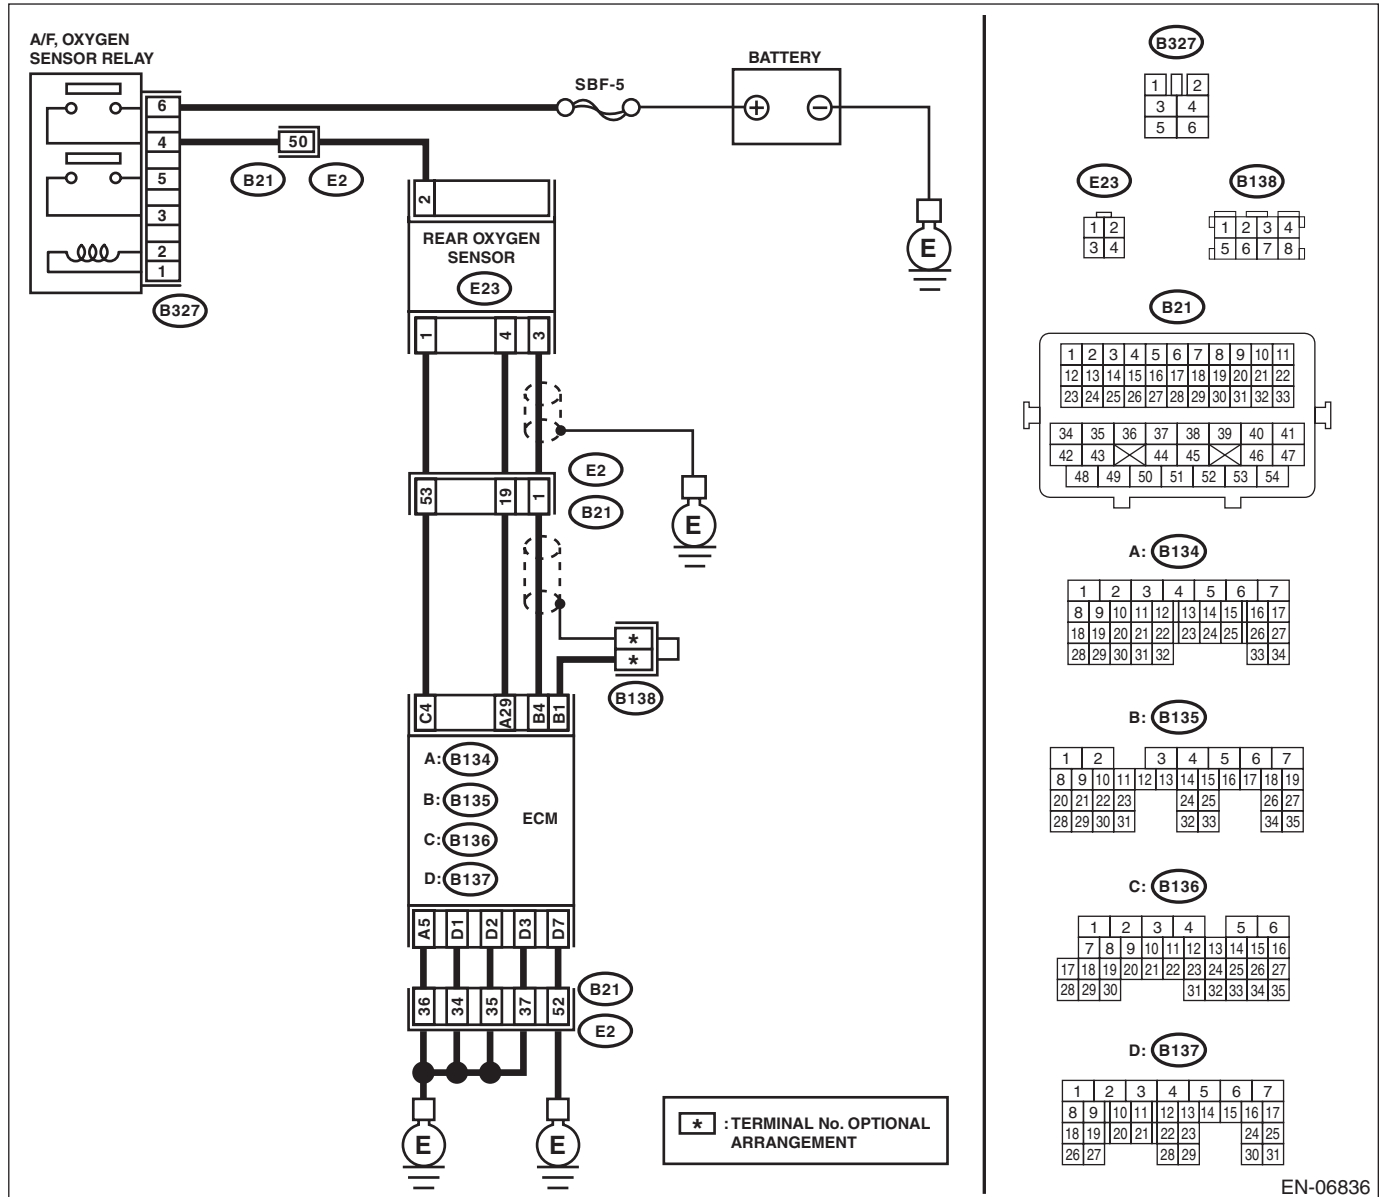 A/F, OXYGEN
SENSOR RELAY
6
4
5
3
2
1
B327
SBF-5
BATTERY
+
−
E
50
B21
E2
2
REAR OXYGEN
SENSOR
E23
1 4 3
E2
B21
53 19 1
E
*
*
B138
C4 A29 B4 B1
A: B134
B: B135
C: B136
D: B137
ECM
A5 D1 D2 D3 D7
B21
36 34 35 37 52
E2
E E
* : TERMINAL No. OPTIONAL
ARRANGEMENT
B327
1 2
3 4
5 6
E23
1 2
3 4
B138
1 2 3 4
5 6 7 8
B21
1 2 3 4 5 6 7 8 9 10 11
12 13 14 15 16 17 18 19 20 21 22
23 24 25 26 27 28 29 30 31 32 33
34 35 36 37 38 39 40 41
42 43 44 45 46 47
48 49 50 51 52 53 54
A: B134
1 2 3 4 5 6 7
8 9 10 11 12 13 14 15 16 17
18 19 20 21 22 23 24 25 26 27
28 29 30 31 32 33 34
B: B135
1 2 3 4 5 6 7
8 9 10 11 12 13 14 15 16 17 18 19
20 21 22 23 24 25 26 27
28 29 30 31 32 33 34 35
C: B136
1 2 3 4 5 6
7 8 9 10 11 12 13 14 15 16
17 18 19 20 21 22 23 24 25 26 27
28 29 30 31 32 33 34 35
D: B137
1 2 3 4 5 6 7
8 9 10 11 12 13 14 15 16 17
18 19 20 21 22 23 24 25
26 27 28 29 30 31
EN-06836